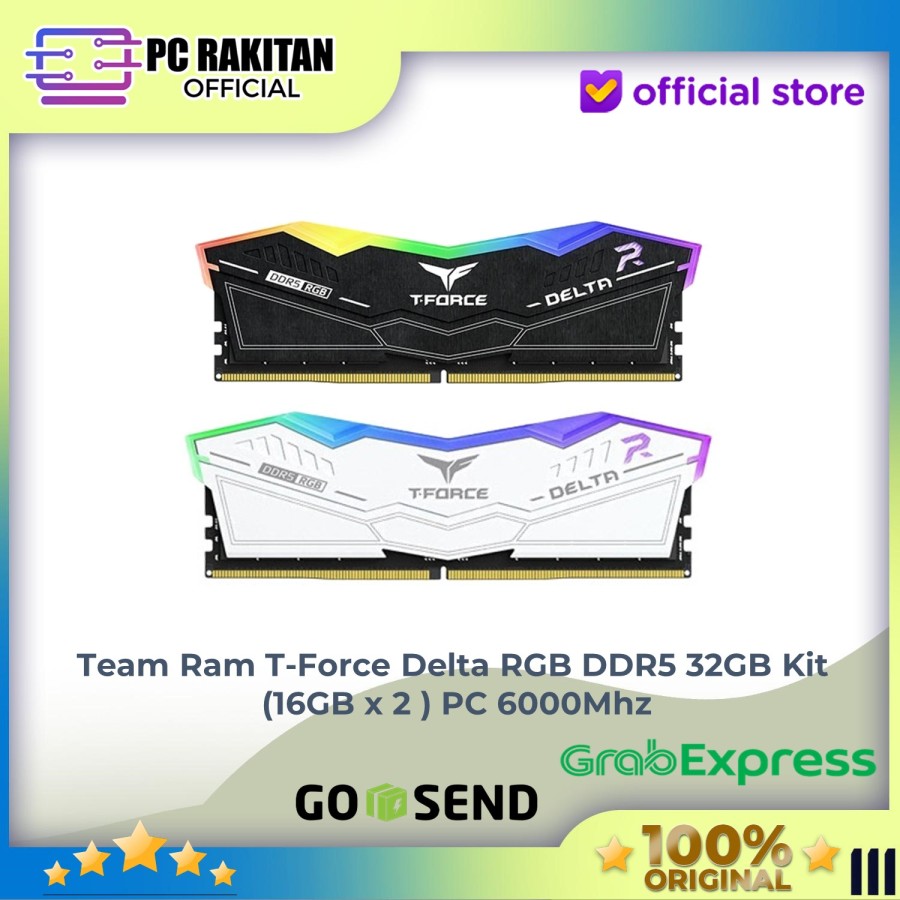 PC RAKITAN
OFFICIAL
official store
DDR5 RGB
T-FORCE
DELTA
R
DDR5 RGB
T-FORCE
DELTA
R
Team Ram T-Force Delta RGB DDR5 32GB Kit
(16GB x 2 ) PC 6000Mhz
GrabExpress
GO SEND
100%
ORIGINAL